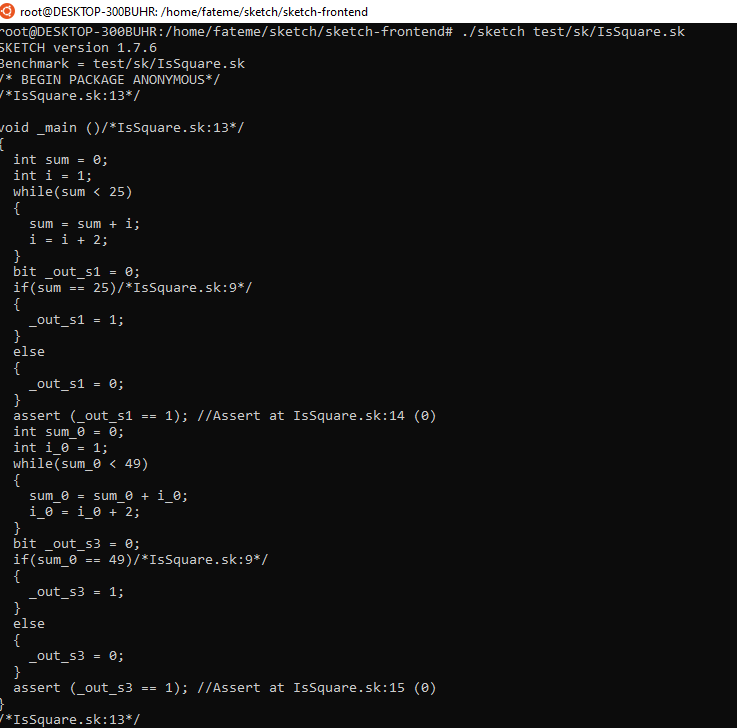 root@DESKTOP-300BUHR: /home/fateme/sketch/sketch-frontend
root@DESKTOP-300BUHR:/home/fateme/sketch/sketch-frontend# ./sketch test/sk/IsSquare.sk
SKETCH version 1.7.6
Benchmark = test/sk/IsSquare.sk
/* BEGIN PACKAGE ANONYMOUS*/
/*IsSquare.sk:13*/

void _main ()/*IsSquare.sk:13*/
{
  int sum = 0;
  int i = 1;
  while(sum < 25)
  {
    sum = sum + i;
    i = i + 2;
  }
  bit _out_s1 = 0;
  if(sum == 25)/*IsSquare.sk:9*/
  {
    _out_s1 = 1;
  }
  else
  {
    _out_s1 = 0;
  }
  assert (_out_s1 == 1); //Assert at IsSquare.sk:14 (0)
  int sum_0 = 0;
  int i_0 = 1;
  while(sum_0 < 49)
  {
    sum_0 = sum_0 + i_0;
    i_0 = i_0 + 2;
  }
  bit _out_s3 = 0;
  if(sum_0 == 49)/*IsSquare.sk:9*/
  {
    _out_s3 = 1;
  }
  else
  {
    _out_s3 = 0;
  }
  assert (_out_s3 == 1); //Assert at IsSquare.sk:15 (0)
}
/*IsSquare.sk:13*/